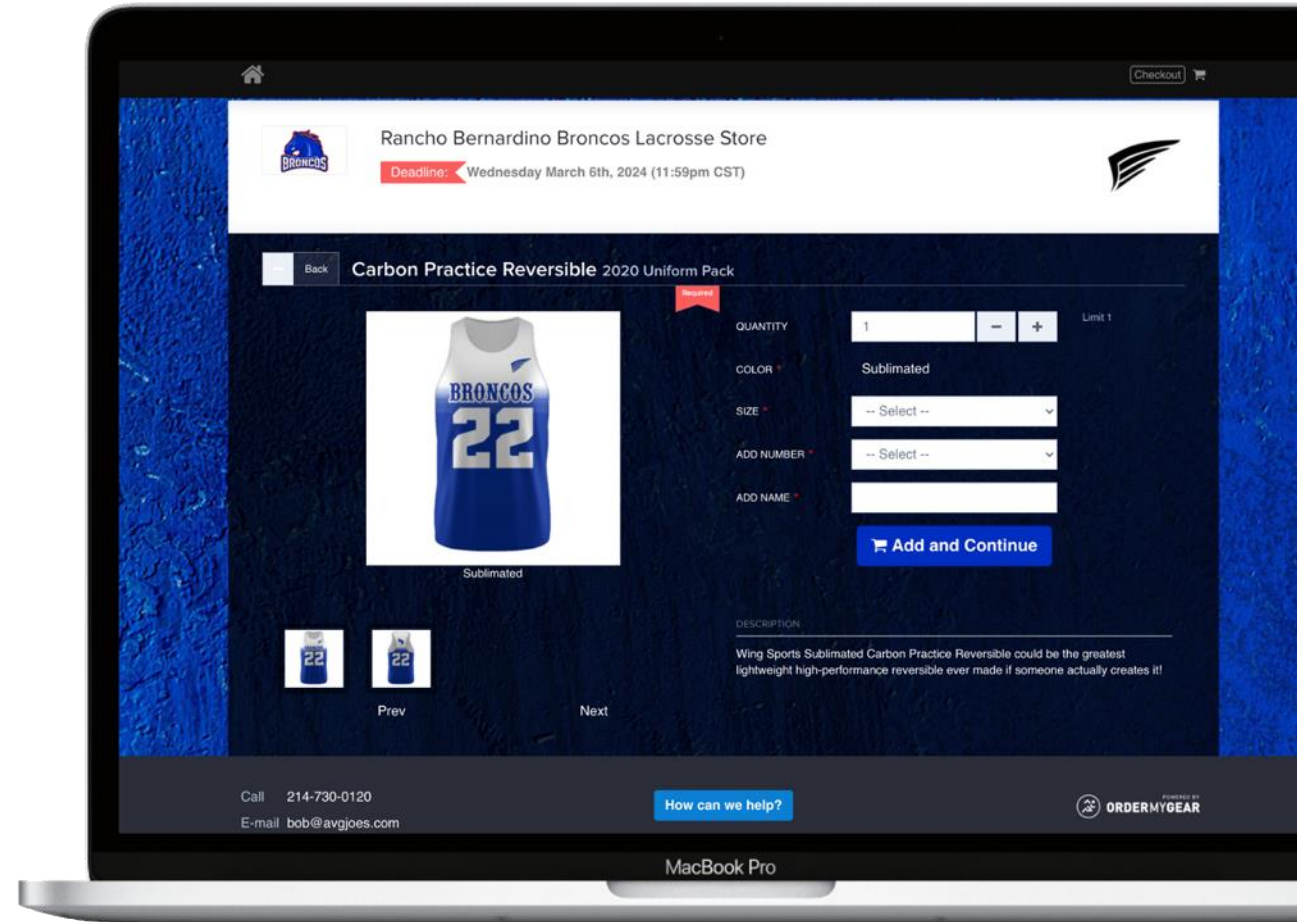 Checkout
BRONCOS
Rancho Bernardino Broncos Lacrosse Store
Deadline: Wednesday March 6th, 2024 (11:59pm CST)
Back
Carbon Practice Reversible 2020 Uniform Pack
Required
QUANTITY 1 − + Limit 1
COLOR * Sublimated
SIZE * -- Select --
ADD NUMBER * -- Select --
ADD NAME *
Add and Continue
BRONCOS
22
Sublimated
22
22
Prev Next
DESCRIPTION
Wing Sports Sublimated Carbon Practice Reversible could be the greatest
lightweight high-performance reversible ever made if someone actually creates it!
Call 214-730-0120
E-mail bob@avgjoes.com
How can we help?
POWERED BY
ORDERMYGEAR
MacBook Pro